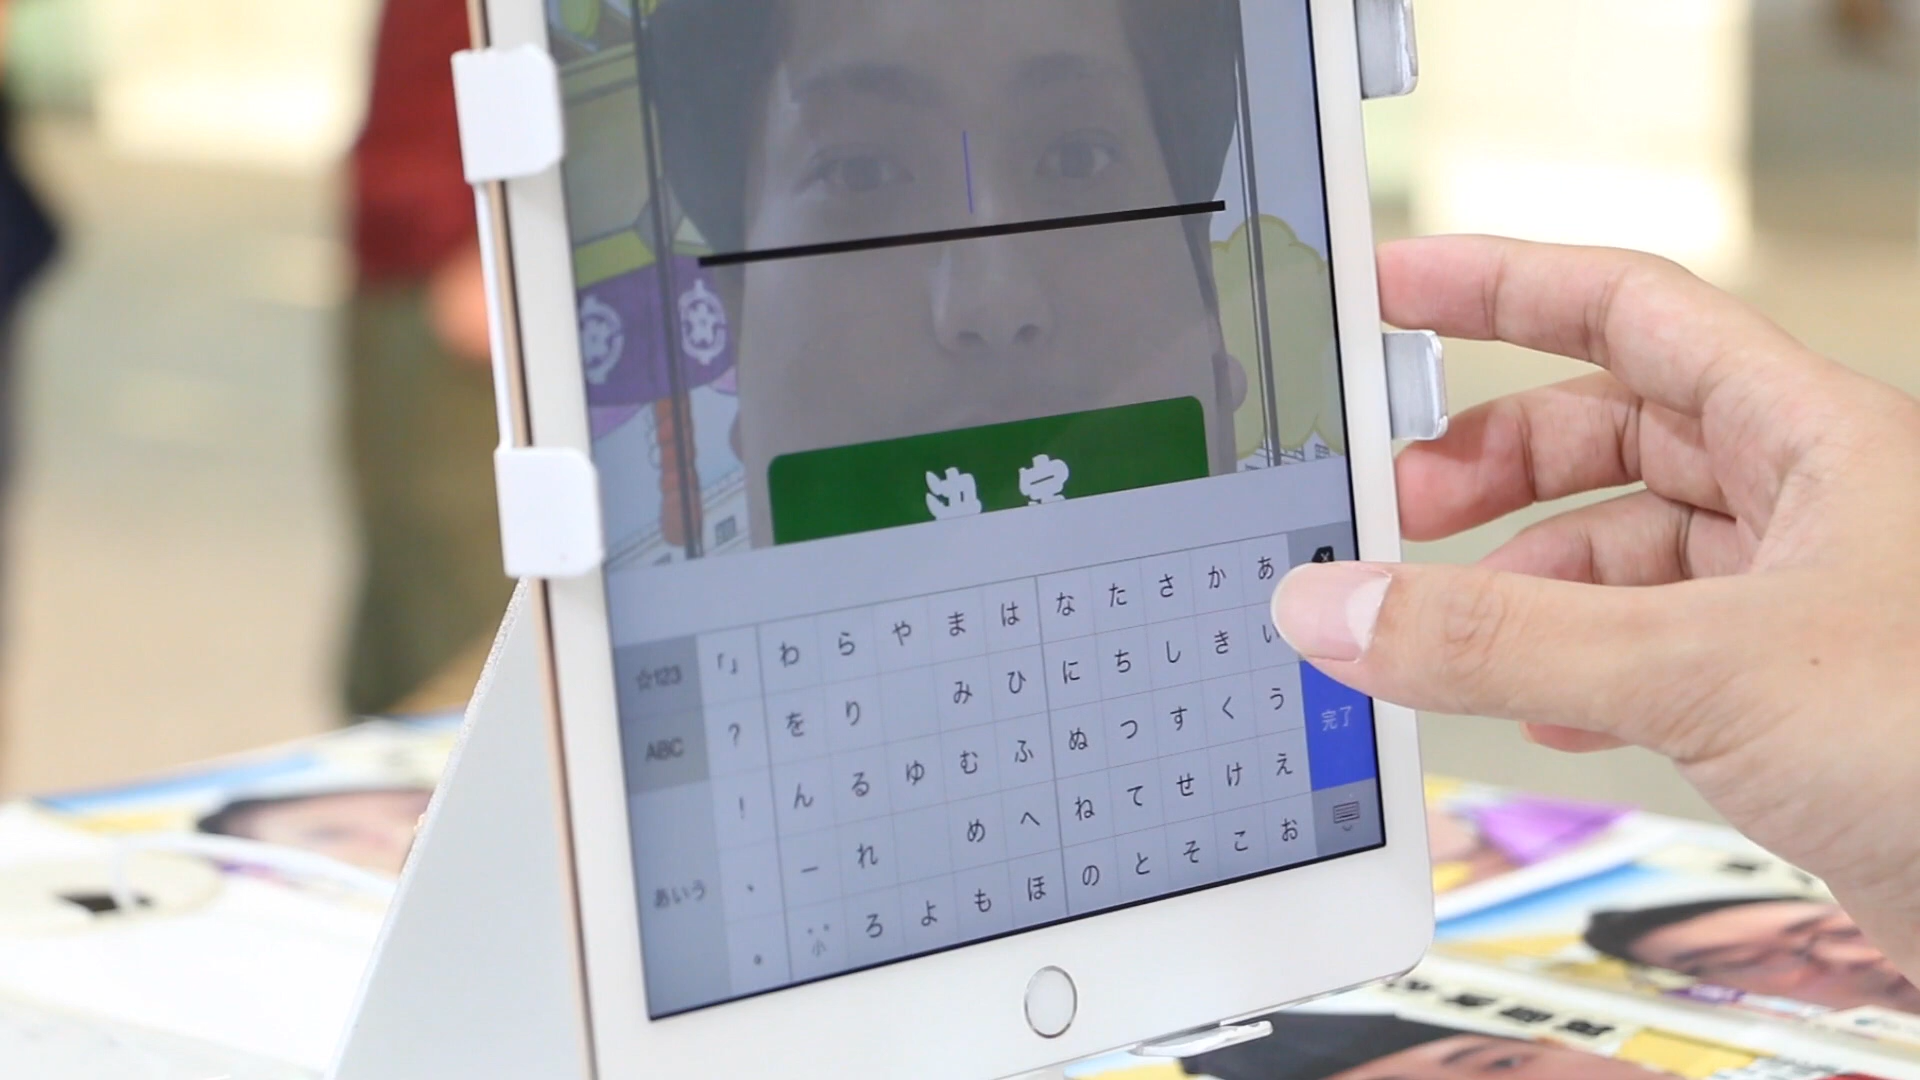 決定
☆123 「」 わ ら や ま は な た さ か あ
ABC ? を り み ひ に ち し き い
! ん る ゆ む ふ ぬ つ す く う 完了
あいう 、 ー れ め へ ね て せ け え
。 小 ろ よ も ほ の と そ こ お